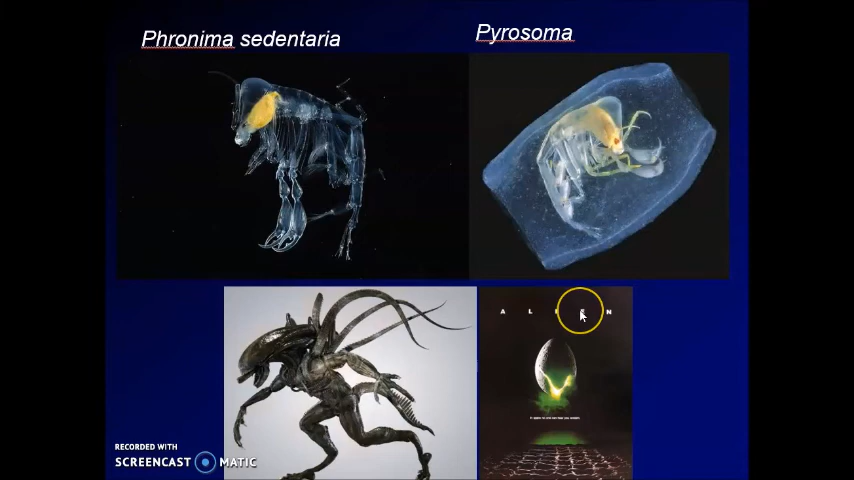 Phronima sedentaria
Pyrosoma
A L I E N
RECORDED WITH
SCREENCAST MATIC